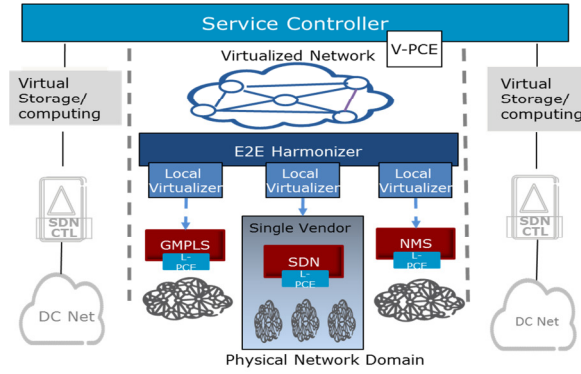 Service Controller
Virtualized Network
V-PCE
Virtual
Storage/
computing
Virtual
Storage/
computing
E2E Harmonizer
Local
Virtualizer
Local
Virtualizer
Local
Virtualizer
SDN
CTL
SDN
CTL
Single Vendor
GMPLS
L-
PCE
SDN
L-
PCE
NMS
L-
PCE
DC Net
DC Net
Physical Network Domain